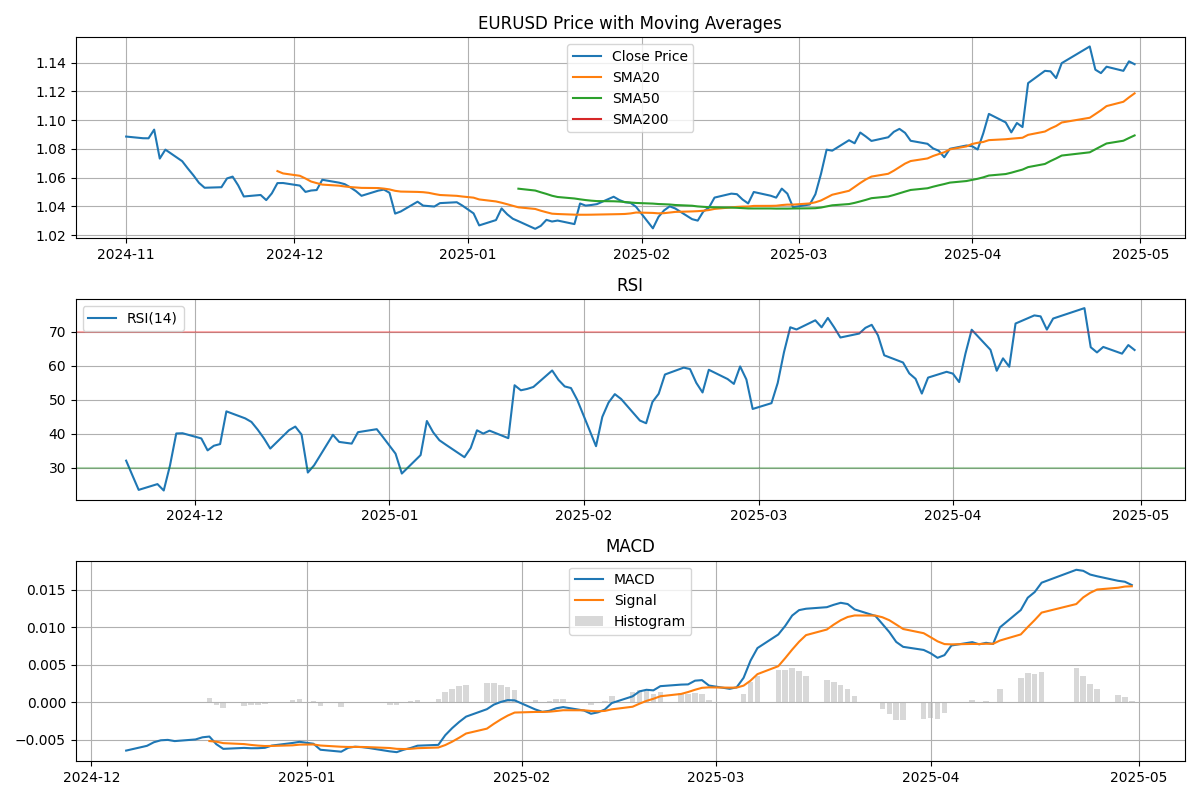 EURUSD Price with Moving Averages
1.14
1.12
1.10
1.08
1.06
1.04
1.02
Close Price
SMA20
SMA50
SMA200
2024-11 2024-12 2025-01 2025-02 2025-03 2025-04 2025-05
RSI
RSI(14)
70
60
50
40
30
2024-12 2025-01 2025-02 2025-03 2025-04 2025-05
MACD
MACD
Signal
Histogram
0.015
0.010
0.005
0.000
−0.005
2024-12 2025-01 2025-02 2025-03 2025-04 2025-05